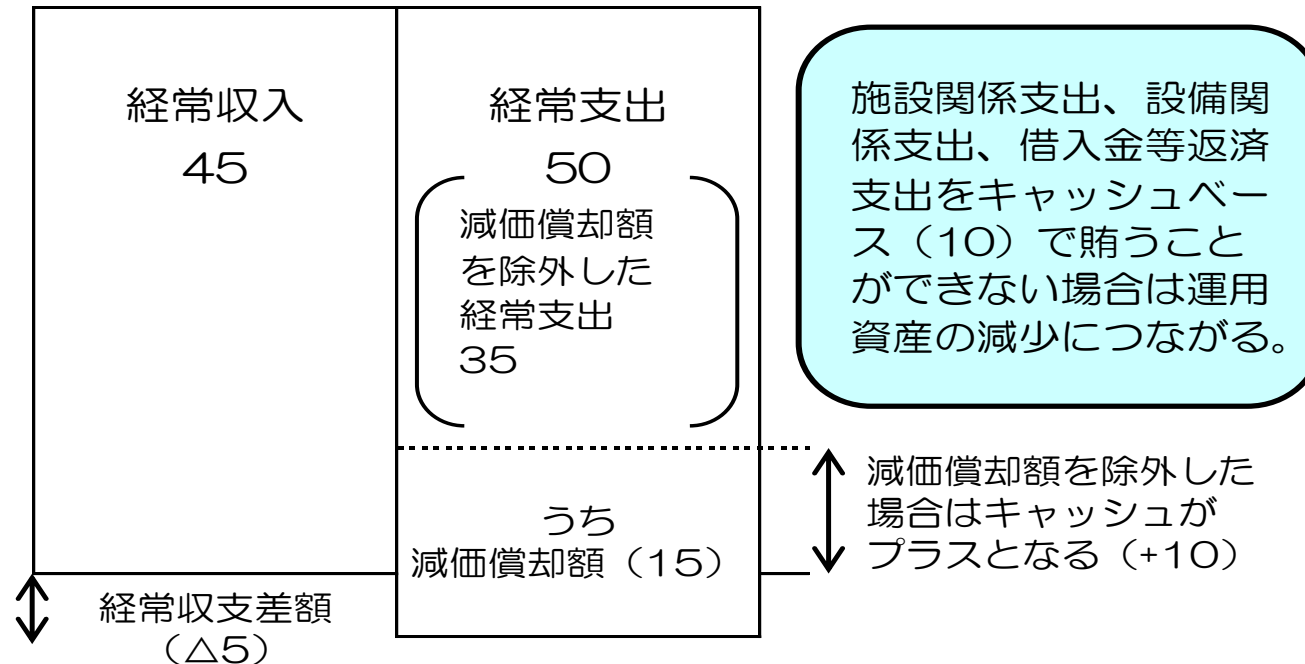 経常収入
45
経常支出
50
減価償却額
を除外した
経常支出
35
うち
減価償却額（15）
経常収支差額
（△5）
施設関係支出、設備関
係支出、借入金等返済
支出をキャッシュベー
ス（10）で賄うこと
ができない場合は運用
資産の減少につながる。
減価償却額を除外した
場合はキャッシュが
プラスとなる（+10）